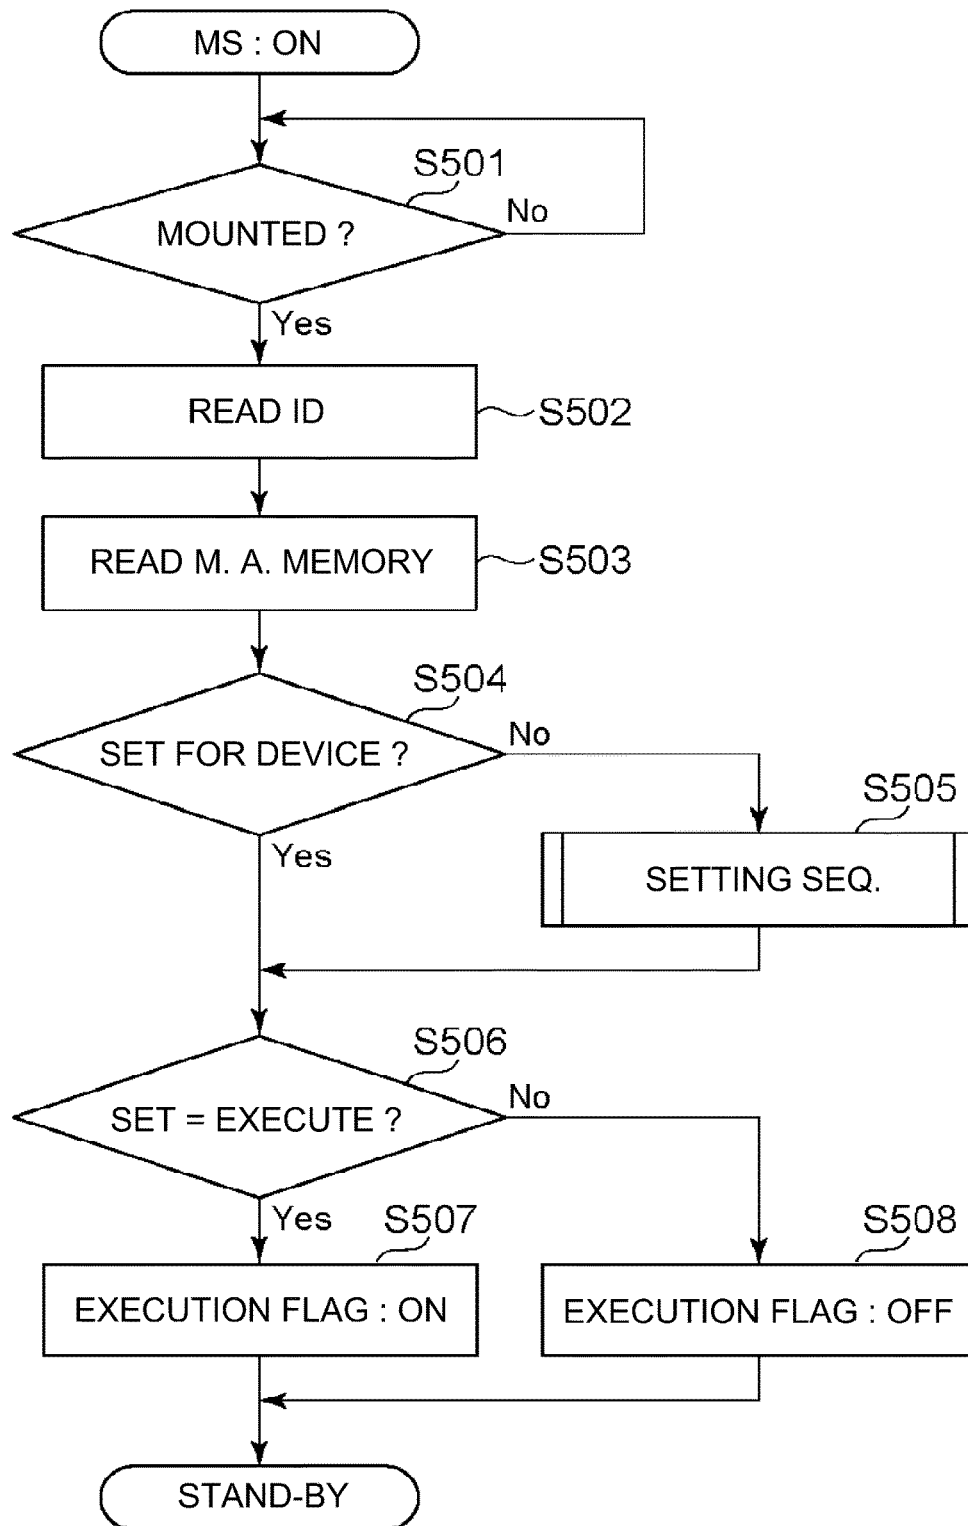 MS : ON
S501
MOUNTED ?
No
Yes
READ ID
S502
READ M. A. MEMORY
S503
S504
SET FOR DEVICE ?
No
Yes
S505
SETTING SEQ.
S506
SET = EXECUTE ?
No
Yes
S507
S508
EXECUTION FLAG : ON
EXECUTION FLAG : OFF
STAND-BY